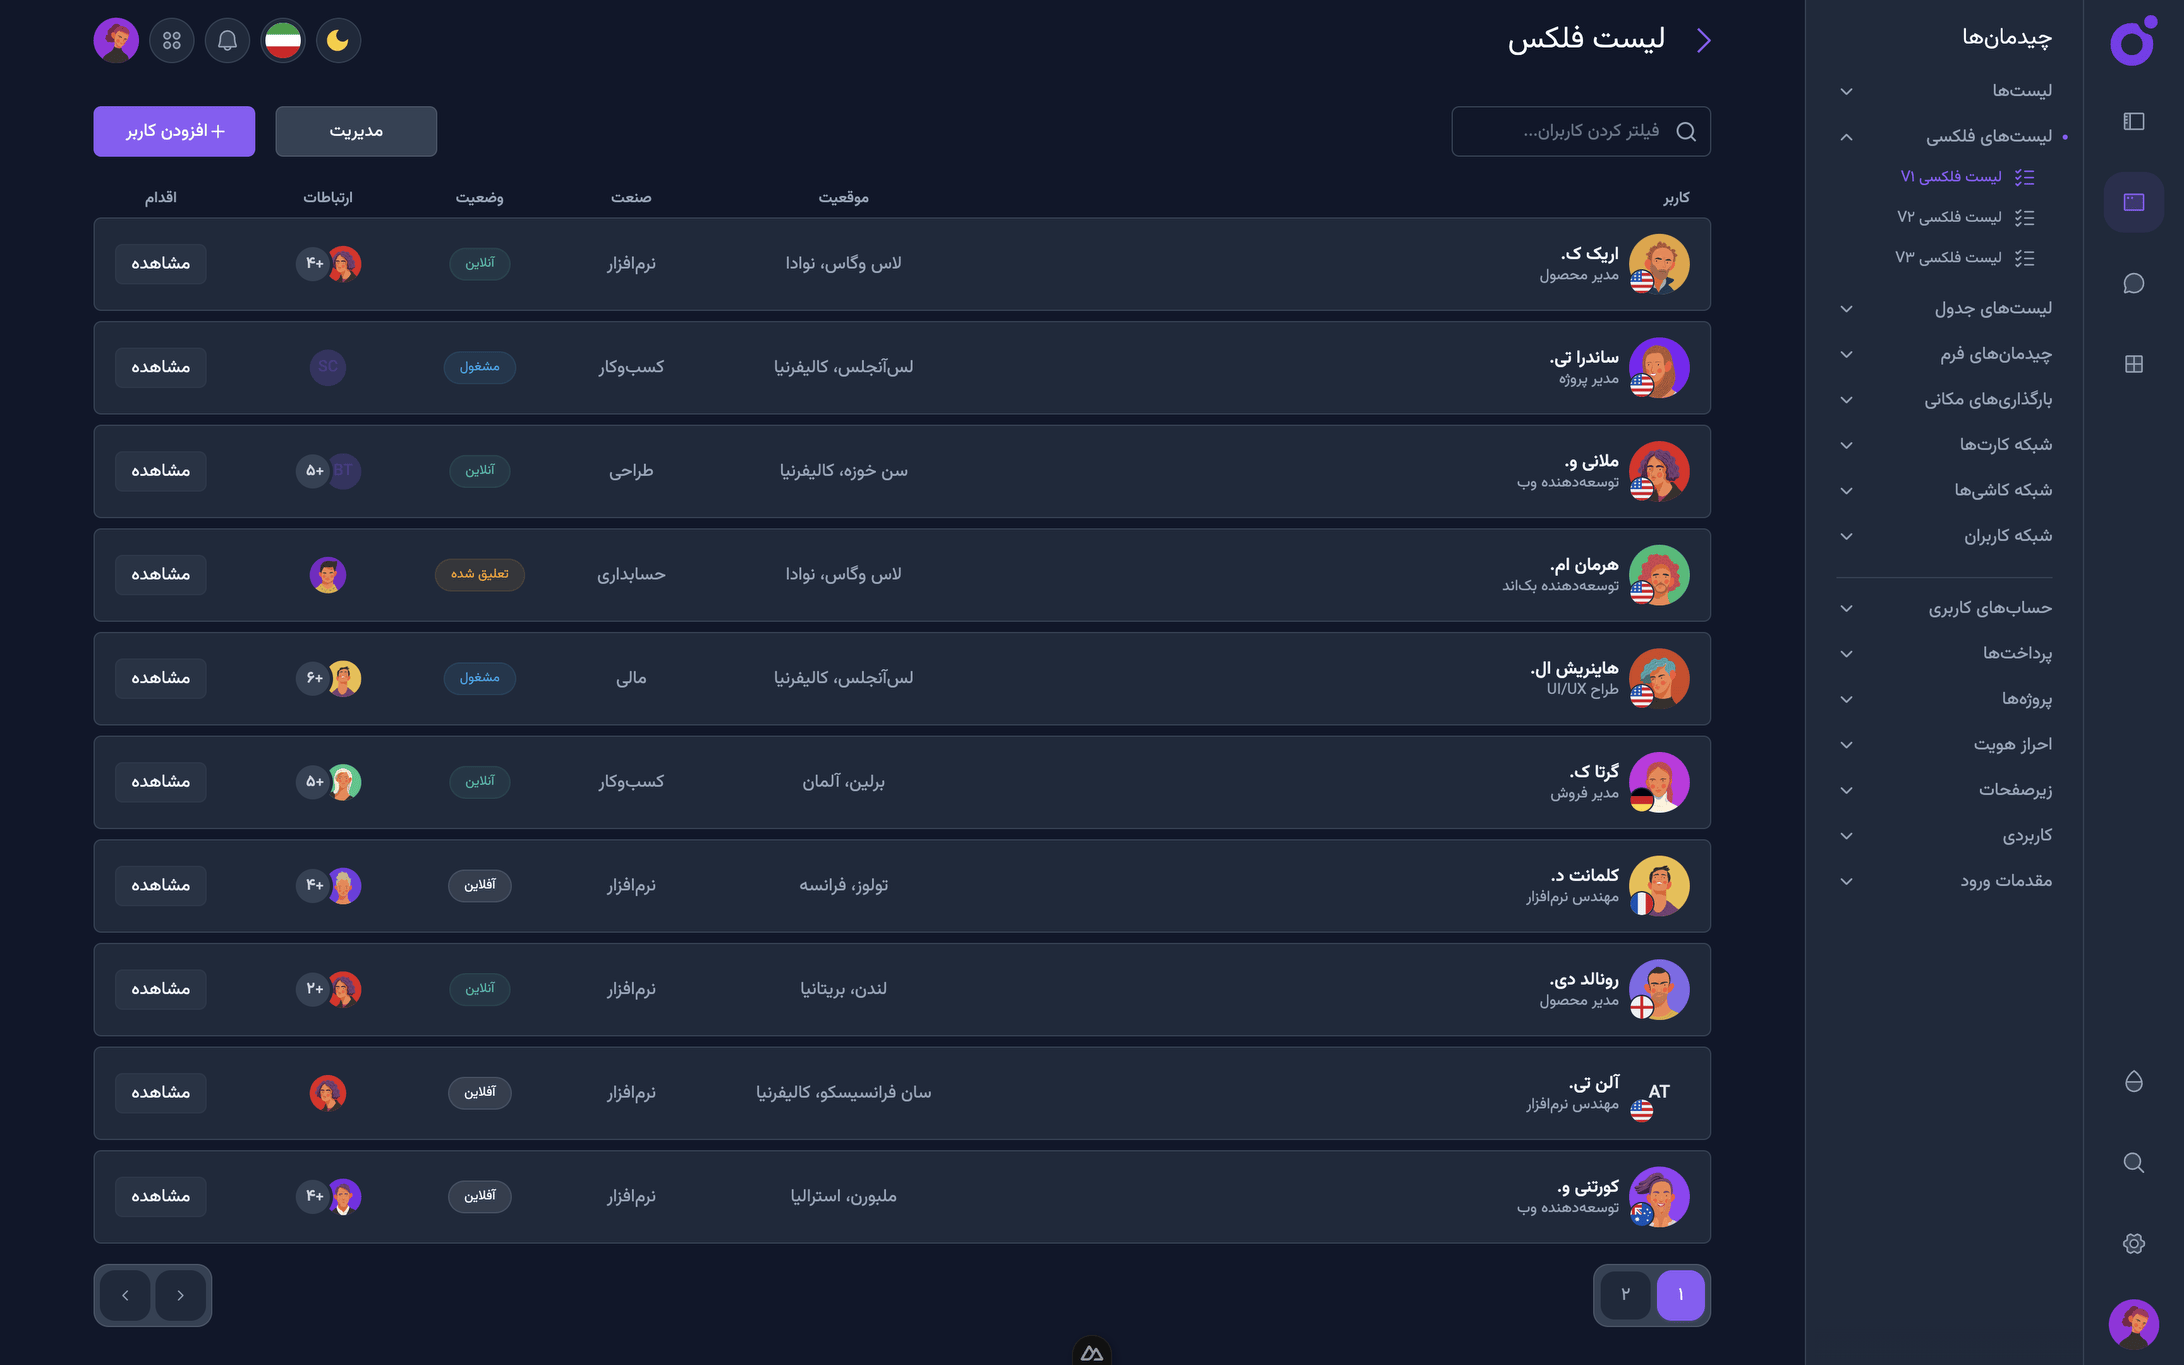 چیدمان‌ها
لیست‌ها
لیست‌های فلکسی
لیست فلکسی V۱
لیست فلکسی V۲
لیست فلکسی V۳
لیست‌های جدول
چیدمان‌های فرم
بارگذاری‌های مکانی
شبکه کارت‌ها
شبکه کاشی‌ها
شبکه کاربران
حساب‌های کاربری
پرداخت‌ها
پروژه‌ها
احراز هویت
زیرصفحات
کاربردی
مقدمات ورود
لیست فلکس
فیلتر کردن کاربران...
مدیریت
افزودن کاربر
کاربر موقعیت صنعت وضعیت ارتباطات اقدام
اریک ک.
مدیر محصول
لاس وگاس، نوادا نرم‌افزار آنلاین +۴ مشاهده
ساندرا تی.
مدیر پروژه
لس‌آنجلس، کالیفرنیا کسب‌وکار مشغول SC مشاهده
ملانی و.
توسعه‌دهنده وب
سن خوزه، کالیفرنیا طراحی آنلاین BT +۵ مشاهده
هرمان ام.
توسعه‌دهنده بک‌اند
لاس وگاس، نوادا حسابداری تعلیق شده مشاهده
هاینریش ال.
طراح UI/UX
لس‌آنجلس، کالیفرنیا مالی مشغول +۶ مشاهده
گرتا ک.
مدیر فروش
برلین، آلمان کسب‌وکار آنلاین +۵ مشاهده
کلمانت د.
مهندس نرم‌افزار
تولوز، فرانسه نرم‌افزار آفلاین +۴ مشاهده
رونالد دی.
مدیر محصول
لندن، بریتانیا نرم‌افزار آنلاین +۲ مشاهده
AT
آلن تی.
مهندس نرم‌افزار
سان فرانسیسکو، کالیفرنیا نرم‌افزار آفلاین مشاهده
کورتنی و.
توسعه‌دهنده وب
ملبورن، استرالیا نرم‌افزار آفلاین +۴ مشاهده
۱ ۲